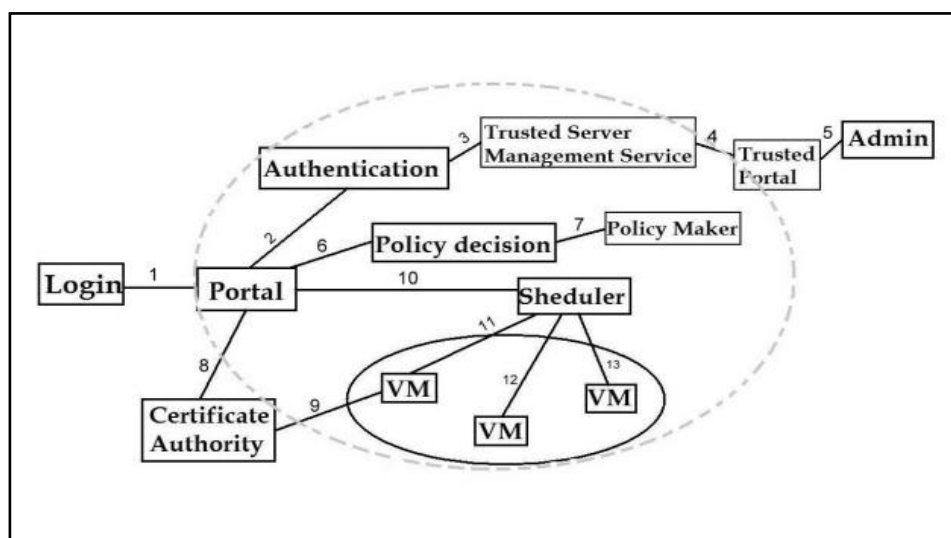 Authentication
3
Trusted Server
Management Service
4
Trusted
Portal
5
Admin
2
6
Policy decision
7
Policy Maker
Login
1
Portal
10
Sheduler
8
11
12
13
VM
VM
VM
9
Certificate
Authority